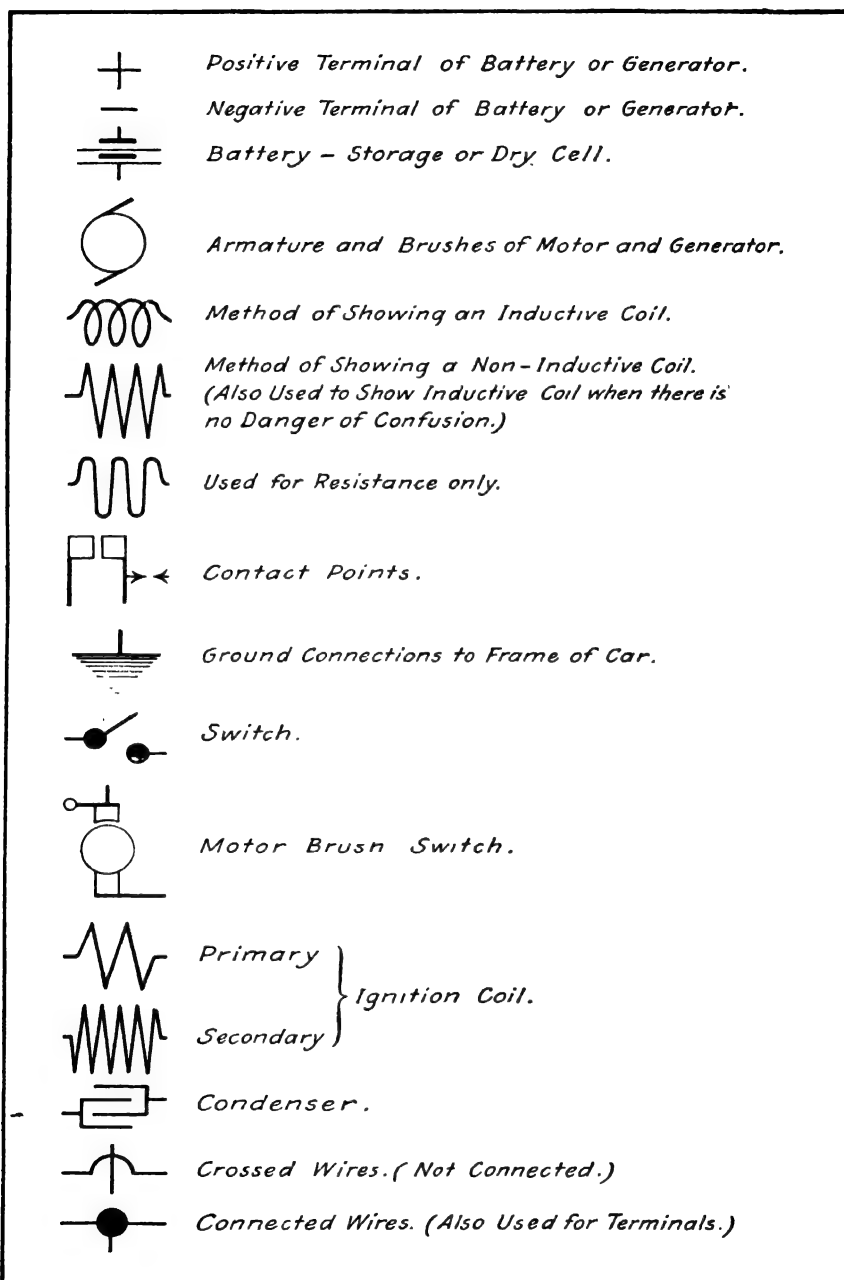 Positive Terminal of Battery or Generator.
Negative Terminal of Battery or Generator.
Battery – Storage or Dry Cell.
Armature and Brushes of Motor and Generator.
Method of Showing an Inductive Coil.
Method of Showing a Non-Inductive Coil.
(Also Used to Show Inductive Coil when there is
no Danger of Confusion.)
Used for Resistance only.
Contact Points.
Ground Connections to Frame of Car.
Switch.
Motor Brush Switch.
Primary
Ignition Coil.
Secondary
Condenser.
Crossed Wires. (Not Connected.)
Connected Wires. (Also Used for Terminals.)